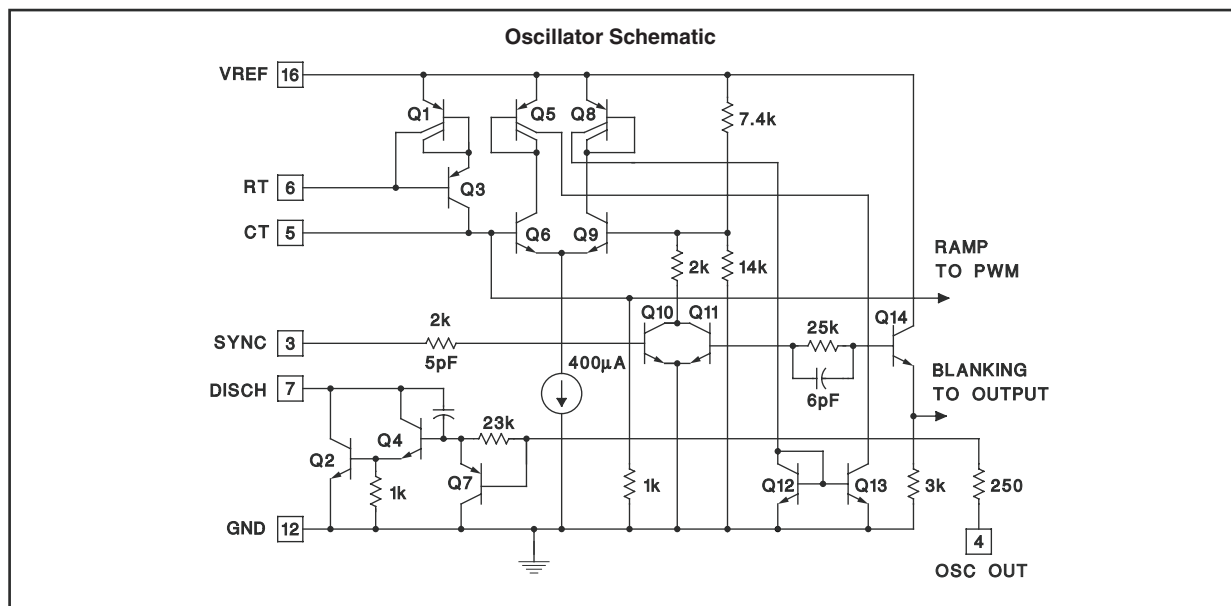 Oscillator Schematic
VREF 16
Q1
Q5
Q8
7.4k
RT 6
Q3
CT 5
Q6
Q9
2k
14k
RAMP
TO PWM
Q10
Q11
Q14
2k
25k
SYNC 3
5pF
400µA
6pF
BLANKING
TO OUTPUT
DISCH 7
23k
Q4
Q2
Q7
1k
1k
Q12
Q13
3k
250
GND 12
4
OSC OUT